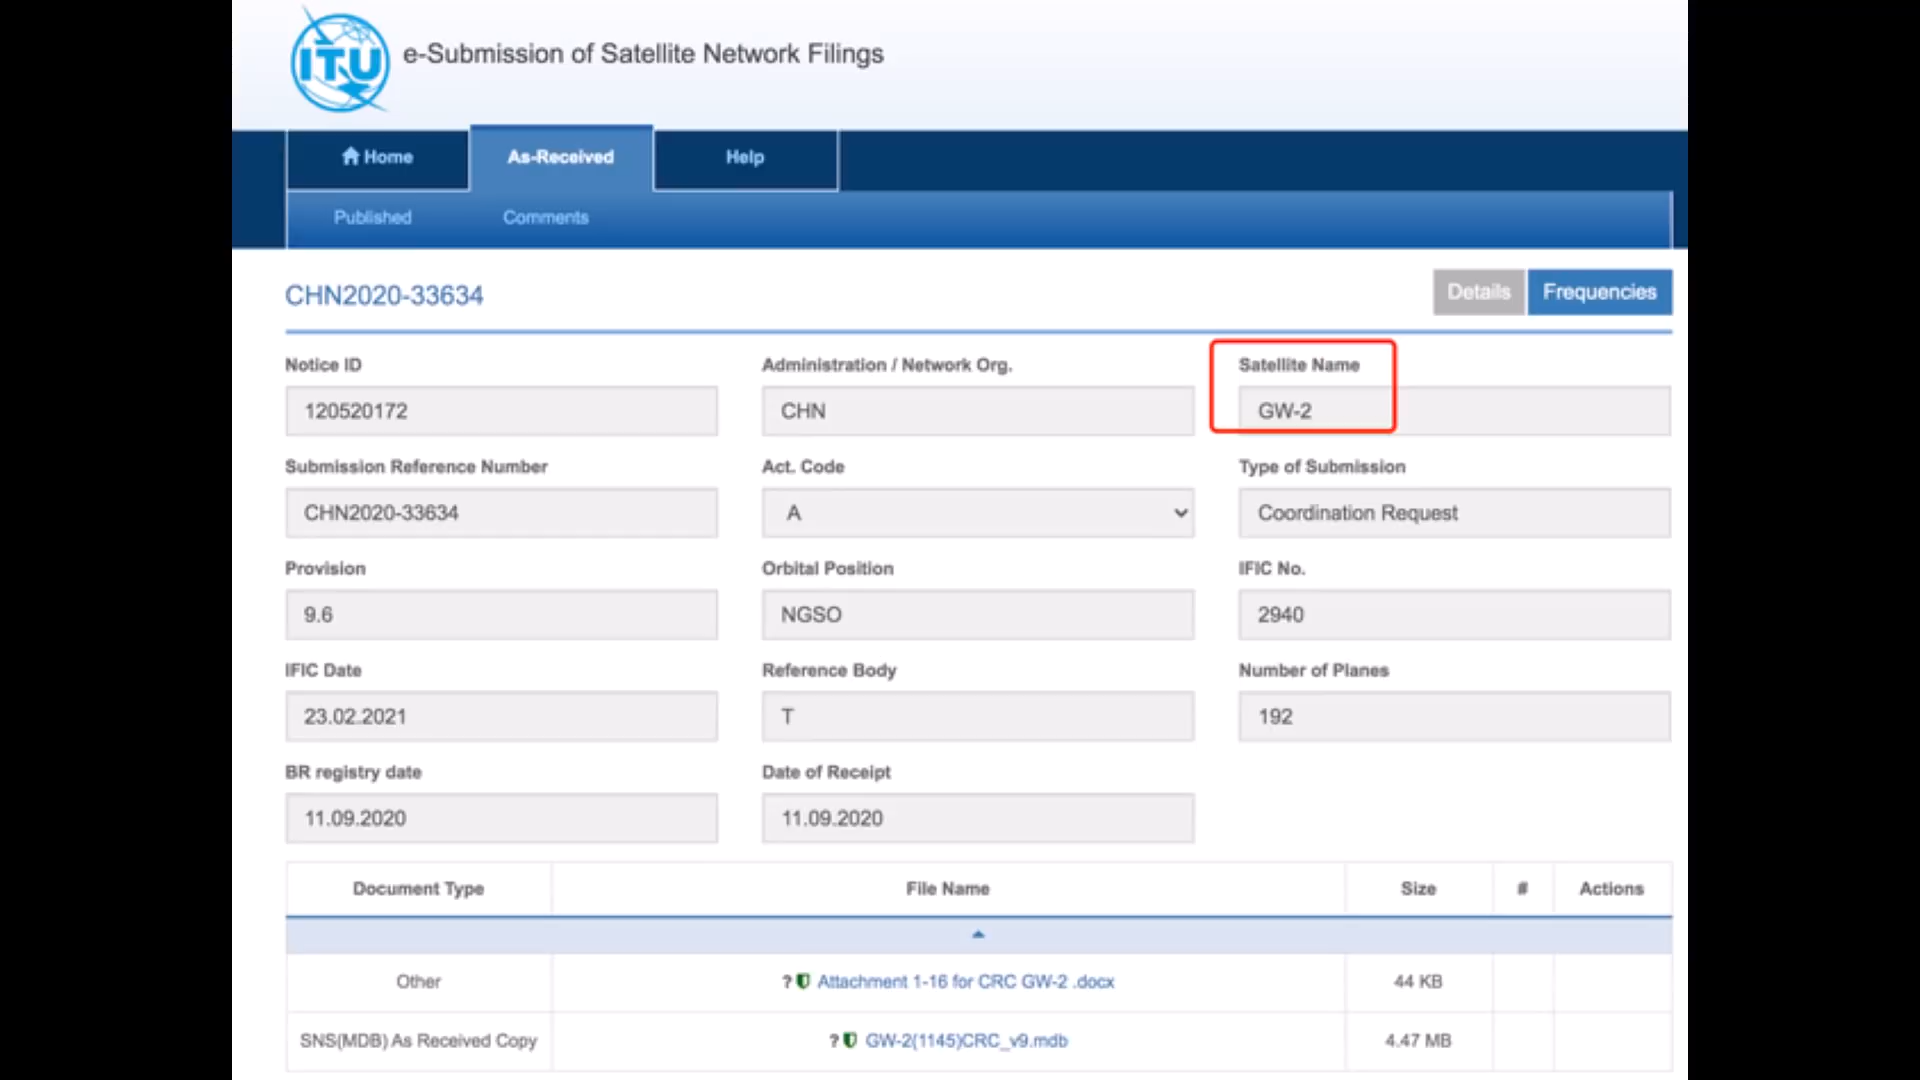 ITU
e-Submission of Satellite Network Filings
Home As-Received Help
Published Comments
CHN2020-33634 Details Frequencies
Notice ID Administration / Network Org. Satellite Name
120520172 CHN GW-2
Submission Reference Number Act. Code Type of Submission
CHN2020-33634 A Coordination Request
Provision Orbital Position IFIC No.
9.6 NGSO 2940
IFIC Date Reference Body Number of Planes
23.02.2021 T 192
BR registry date Date of Receipt
11.09.2020 11.09.2020
Document Type File Name Size # Actions
Other ? Attachment 1-16 for CRC GW-2 .docx 44 KB
SNS(MDB) As Received Copy ? GW-2(1145)CRC_v9.mdb 4.47 MB